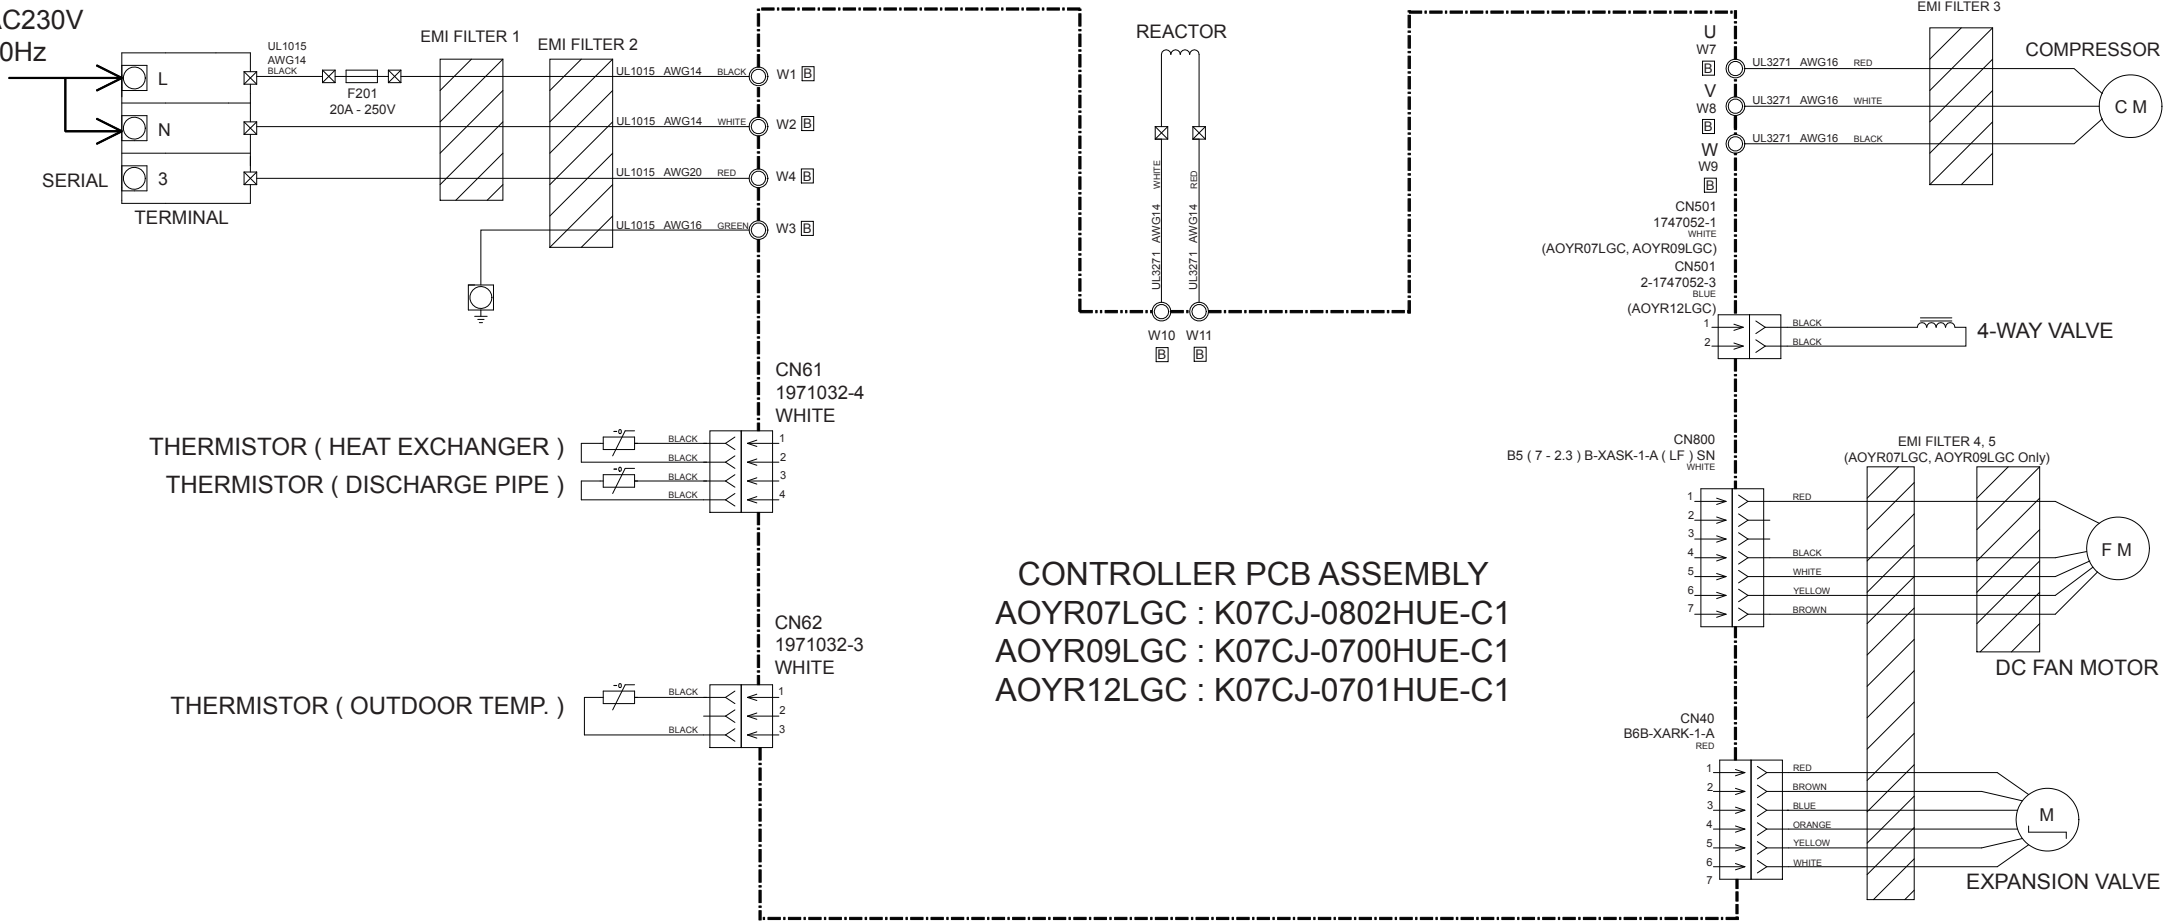 AC230V
0Hz
L
N
SERIAL
3
TERMINAL
UL1015
AWG14
BLACK
F201
20A - 250V
EMI FILTER 1
EMI FILTER 2
UL1015 AWG14 BLACK W1 B
UL1015 AWG14 WHITE W2 B
UL1015 AWG20 RED W4 B
UL1015 AWG16 GREEN W3 B
REACTOR
UL3271 AWG14 WHITE
UL3271 AWG14 RED
W10 W11
B B
EMI FILTER 3
COMPRESSOR
C M
U
W7
B
V
W8
B
W
W9
B
UL3271 AWG16 RED
UL3271 AWG16 WHITE
UL3271 AWG16 BLACK
CN501
1747052-1
WHITE
(AOYR07LGC, AOYR09LGC)
CN501
2-1747052-3
BLUE
(AOYR12LGC)
1 BLACK
2 BLACK
4-WAY VALVE
CN61
1971032-4
WHITE
THERMISTOR ( HEAT EXCHANGER )
BLACK 1
BLACK 2
THERMISTOR ( DISCHARGE PIPE )
BLACK 3
BLACK 4
CN62
1971032-3
WHITE
THERMISTOR ( OUTDOOR TEMP. )
BLACK 1
2
BLACK 3
CONTROLLER PCB ASSEMBLY
AOYR07LGC : K07CJ-0802HUE-C1
AOYR09LGC : K07CJ-0700HUE-C1
AOYR12LGC : K07CJ-0701HUE-C1
CN800
B5 ( 7 - 2.3 ) B-XASK-1-A ( LF ) SN
WHITE
EMI FILTER 4, 5
(AOYR07LGC, AOYR09LGC Only)
1 RED
2
3
4 BLACK
5 WHITE
6 YELLOW
7 BROWN
F M
DC FAN MOTOR
CN40
B6B-XARK-1-A
RED
1 RED
2 BROWN
3 BLUE
4 ORANGE
5 YELLOW
6 WHITE
7
M
EXPANSION VALVE